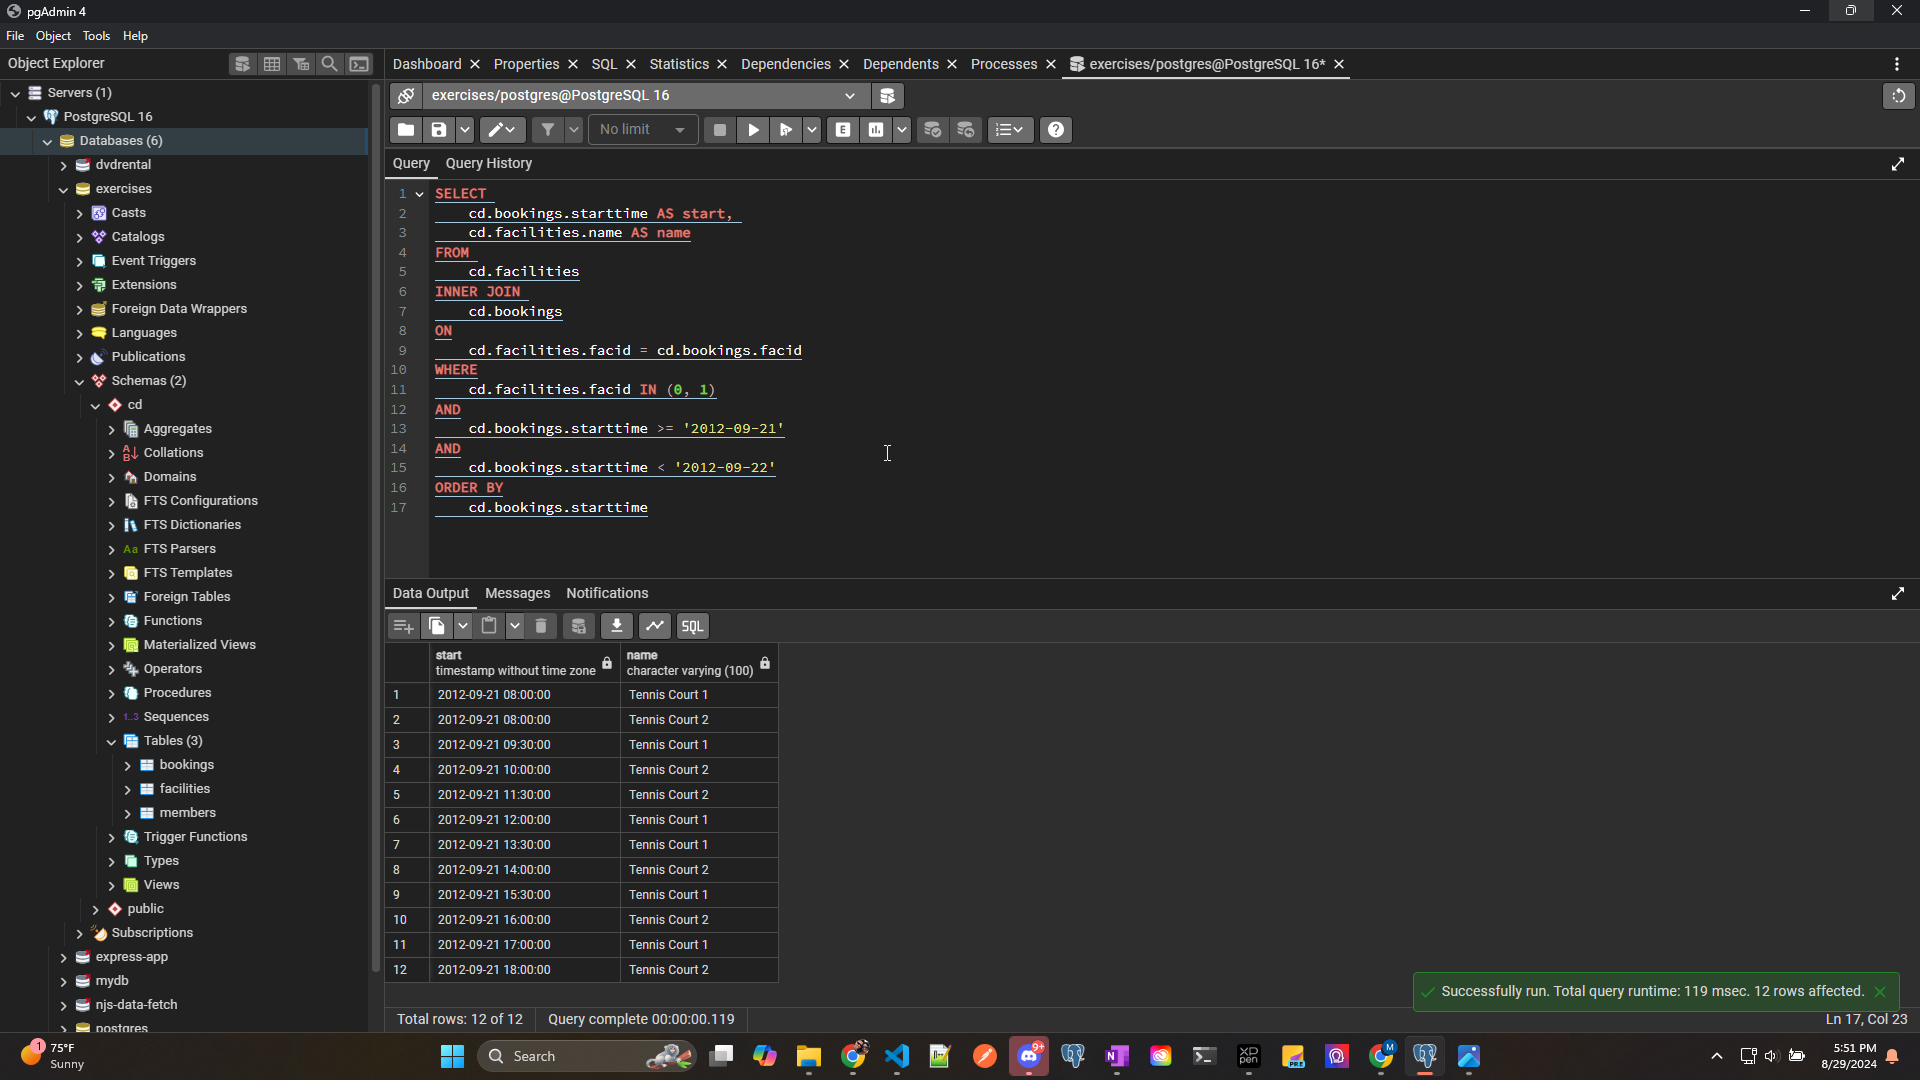 pgAdmin 4
File Object Tools Help
Object Explorer
Dashboard Properties SQL Statistics Dependencies Dependents Processes exercises/postgres@PostgreSQL 16*
Servers (1)
PostgreSQL 16
Databases (6)
dvdrental
exercises
Casts
Catalogs
Event Triggers
Extensions
Foreign Data Wrappers
Languages
Publications
Schemas (2)
cd
Aggregates
Collations
Domains
FTS Configurations
FTS Dictionaries
Aa FTS Parsers
FTS Templates
Foreign Tables
Functions
Materialized Views
Operators
Procedures
1..3 Sequences
Tables (3)
bookings
facilities
members
Trigger Functions
Types
Views
public
Subscriptions
express-app
mydb
njs-data-fetch
postgres
exercises/postgres@PostgreSQL 16
No limit
E
Query Query History
1 SELECT
2 cd.bookings.starttime AS start,
3 cd.facilities.name AS name
4 FROM
5 cd.facilities
6 INNER JOIN
7 cd.bookings
8 ON
9 cd.facilities.facid = cd.bookings.facid
10 WHERE
11 cd.facilities.facid IN (0, 1)
12 AND
13 cd.bookings.starttime >= '2012-09-21'
14 AND
15 cd.bookings.starttime < '2012-09-22'
16 ORDER BY
17 cd.bookings.starttime
Data Output Messages Notifications
SQL
start name
timestamp without time zone character varying (100)
1 2012-09-21 08:00:00 Tennis Court 1
2 2012-09-21 08:00:00 Tennis Court 2
3 2012-09-21 09:30:00 Tennis Court 1
4 2012-09-21 10:00:00 Tennis Court 2
5 2012-09-21 11:30:00 Tennis Court 2
6 2012-09-21 12:00:00 Tennis Court 1
7 2012-09-21 13:30:00 Tennis Court 1
8 2012-09-21 14:00:00 Tennis Court 2
9 2012-09-21 15:30:00 Tennis Court 1
10 2012-09-21 16:00:00 Tennis Court 2
11 2012-09-21 17:00:00 Tennis Court 1
12 2012-09-21 18:00:00 Tennis Court 2
Successfully run. Total query runtime: 119 msec. 12 rows affected.
Total rows: 12 of 12 Query complete 00:00:00.119 Ln 17, Col 23
1 75°F
Sunny
Search
9+
XP
PEN
PRE
M
5:51 PM
8/29/2024